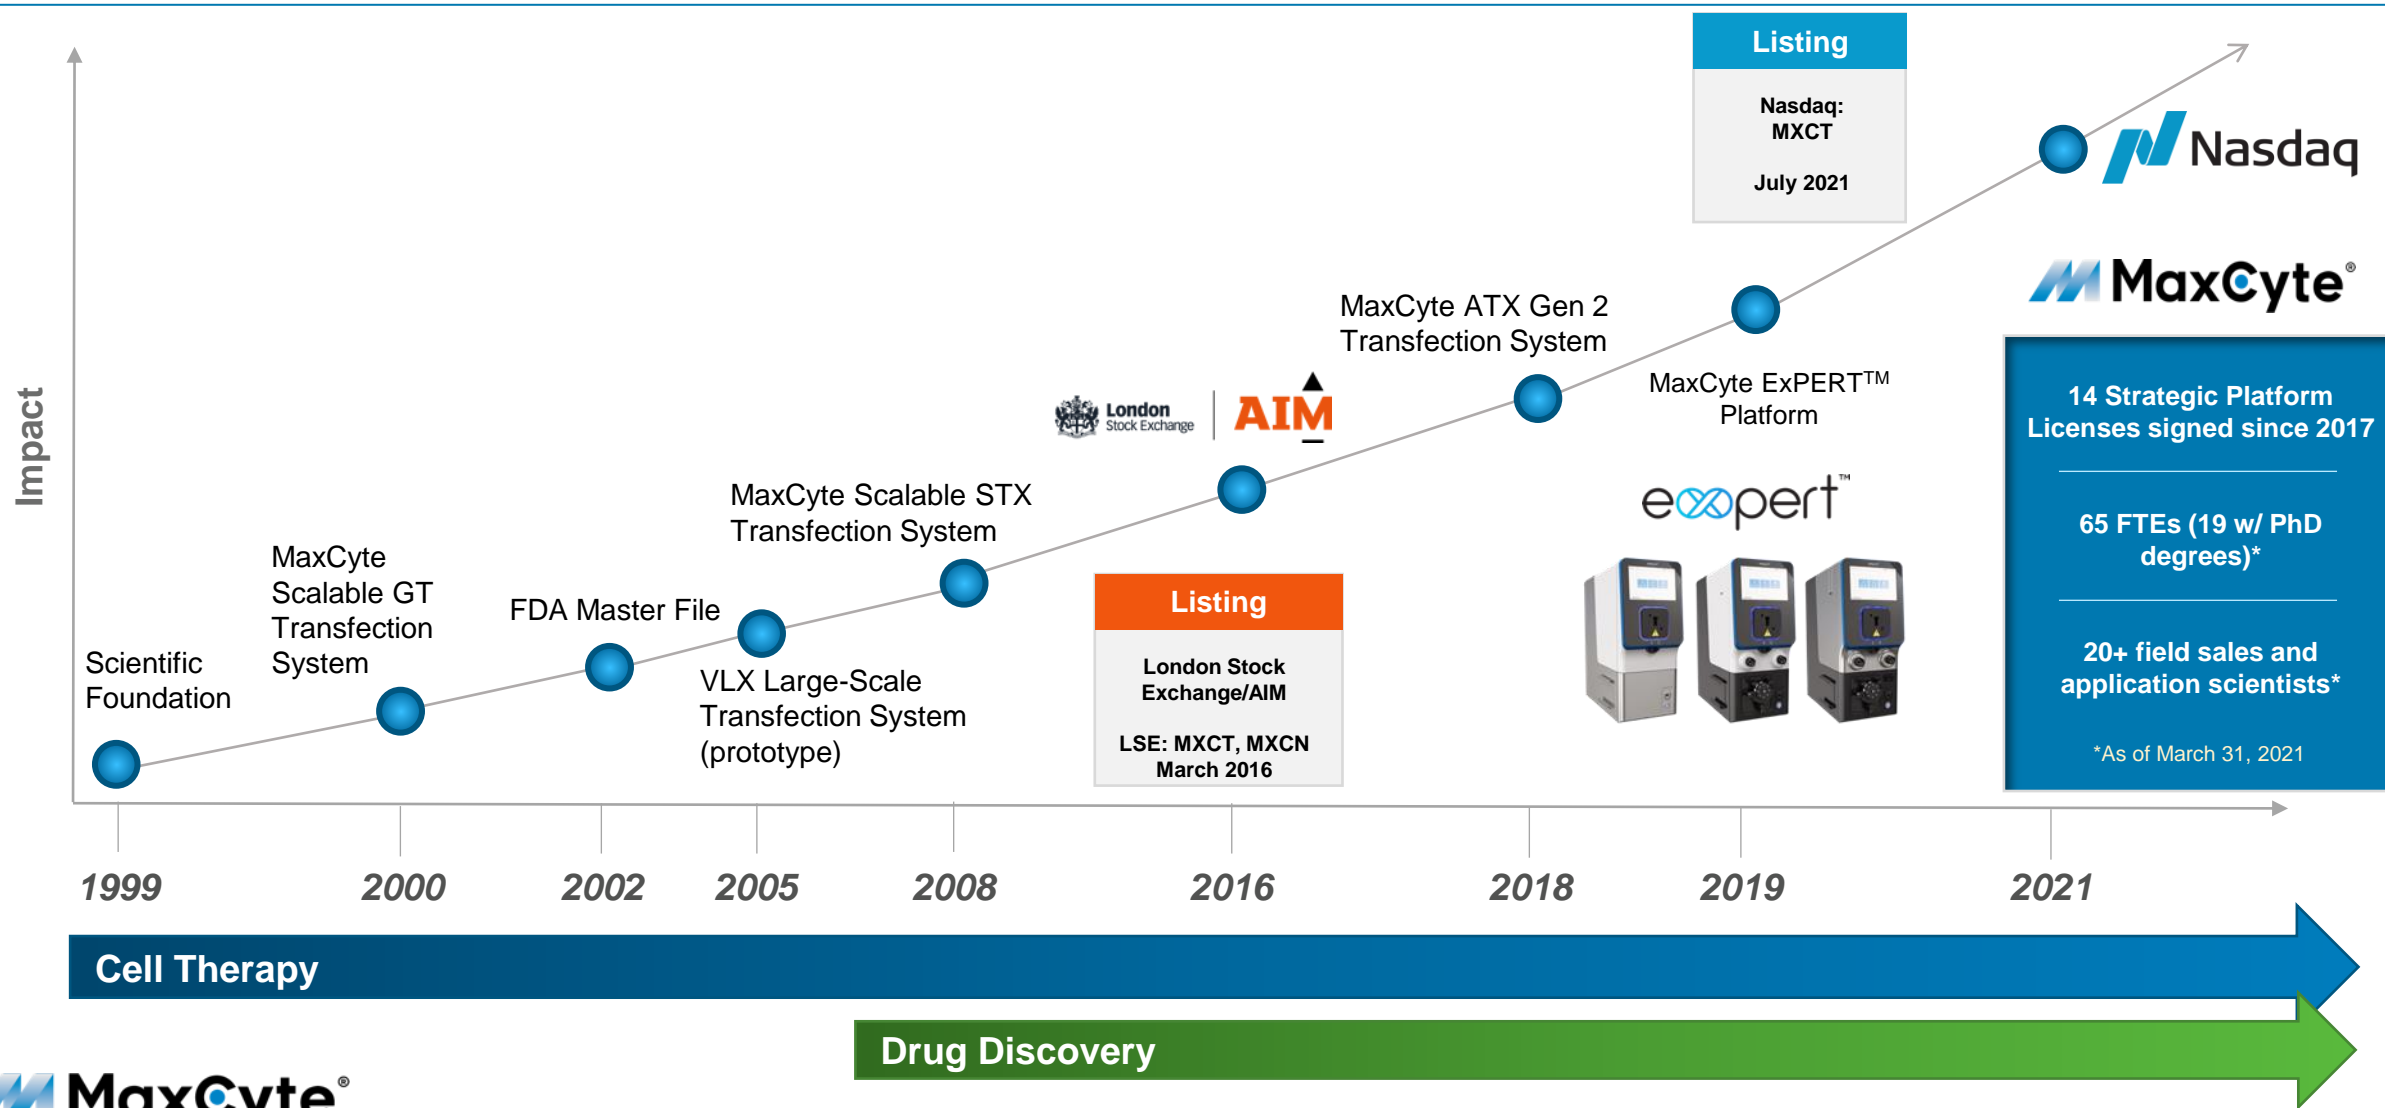 Listing
Nasdaq:
MXCT
July 2021
Nasdaq
MaxCyte®
Impact
Scientific
Foundation
MaxCyte
Scalable GT
Transfection
System
FDA Master File
VLX Large-Scale
Transfection System
(prototype)
MaxCyte Scalable STX
Transfection System
London
Stock Exchange
AIM
Listing
London Stock
Exchange/AIM
LSE: MXCT, MXCN
March 2016
MaxCyte ATX Gen 2
Transfection System
MaxCyte ExPERT™
Platform
expert™
14 Strategic Platform
Licenses signed since 2017
65 FTEs (19 w/ PhD
degrees)*
20+ field sales and
application scientists*
*As of March 31, 2021
1999
2000
2002
2005
2008
2016
2018
2019
2021
Cell Therapy
Drug Discovery
MaxCyte®